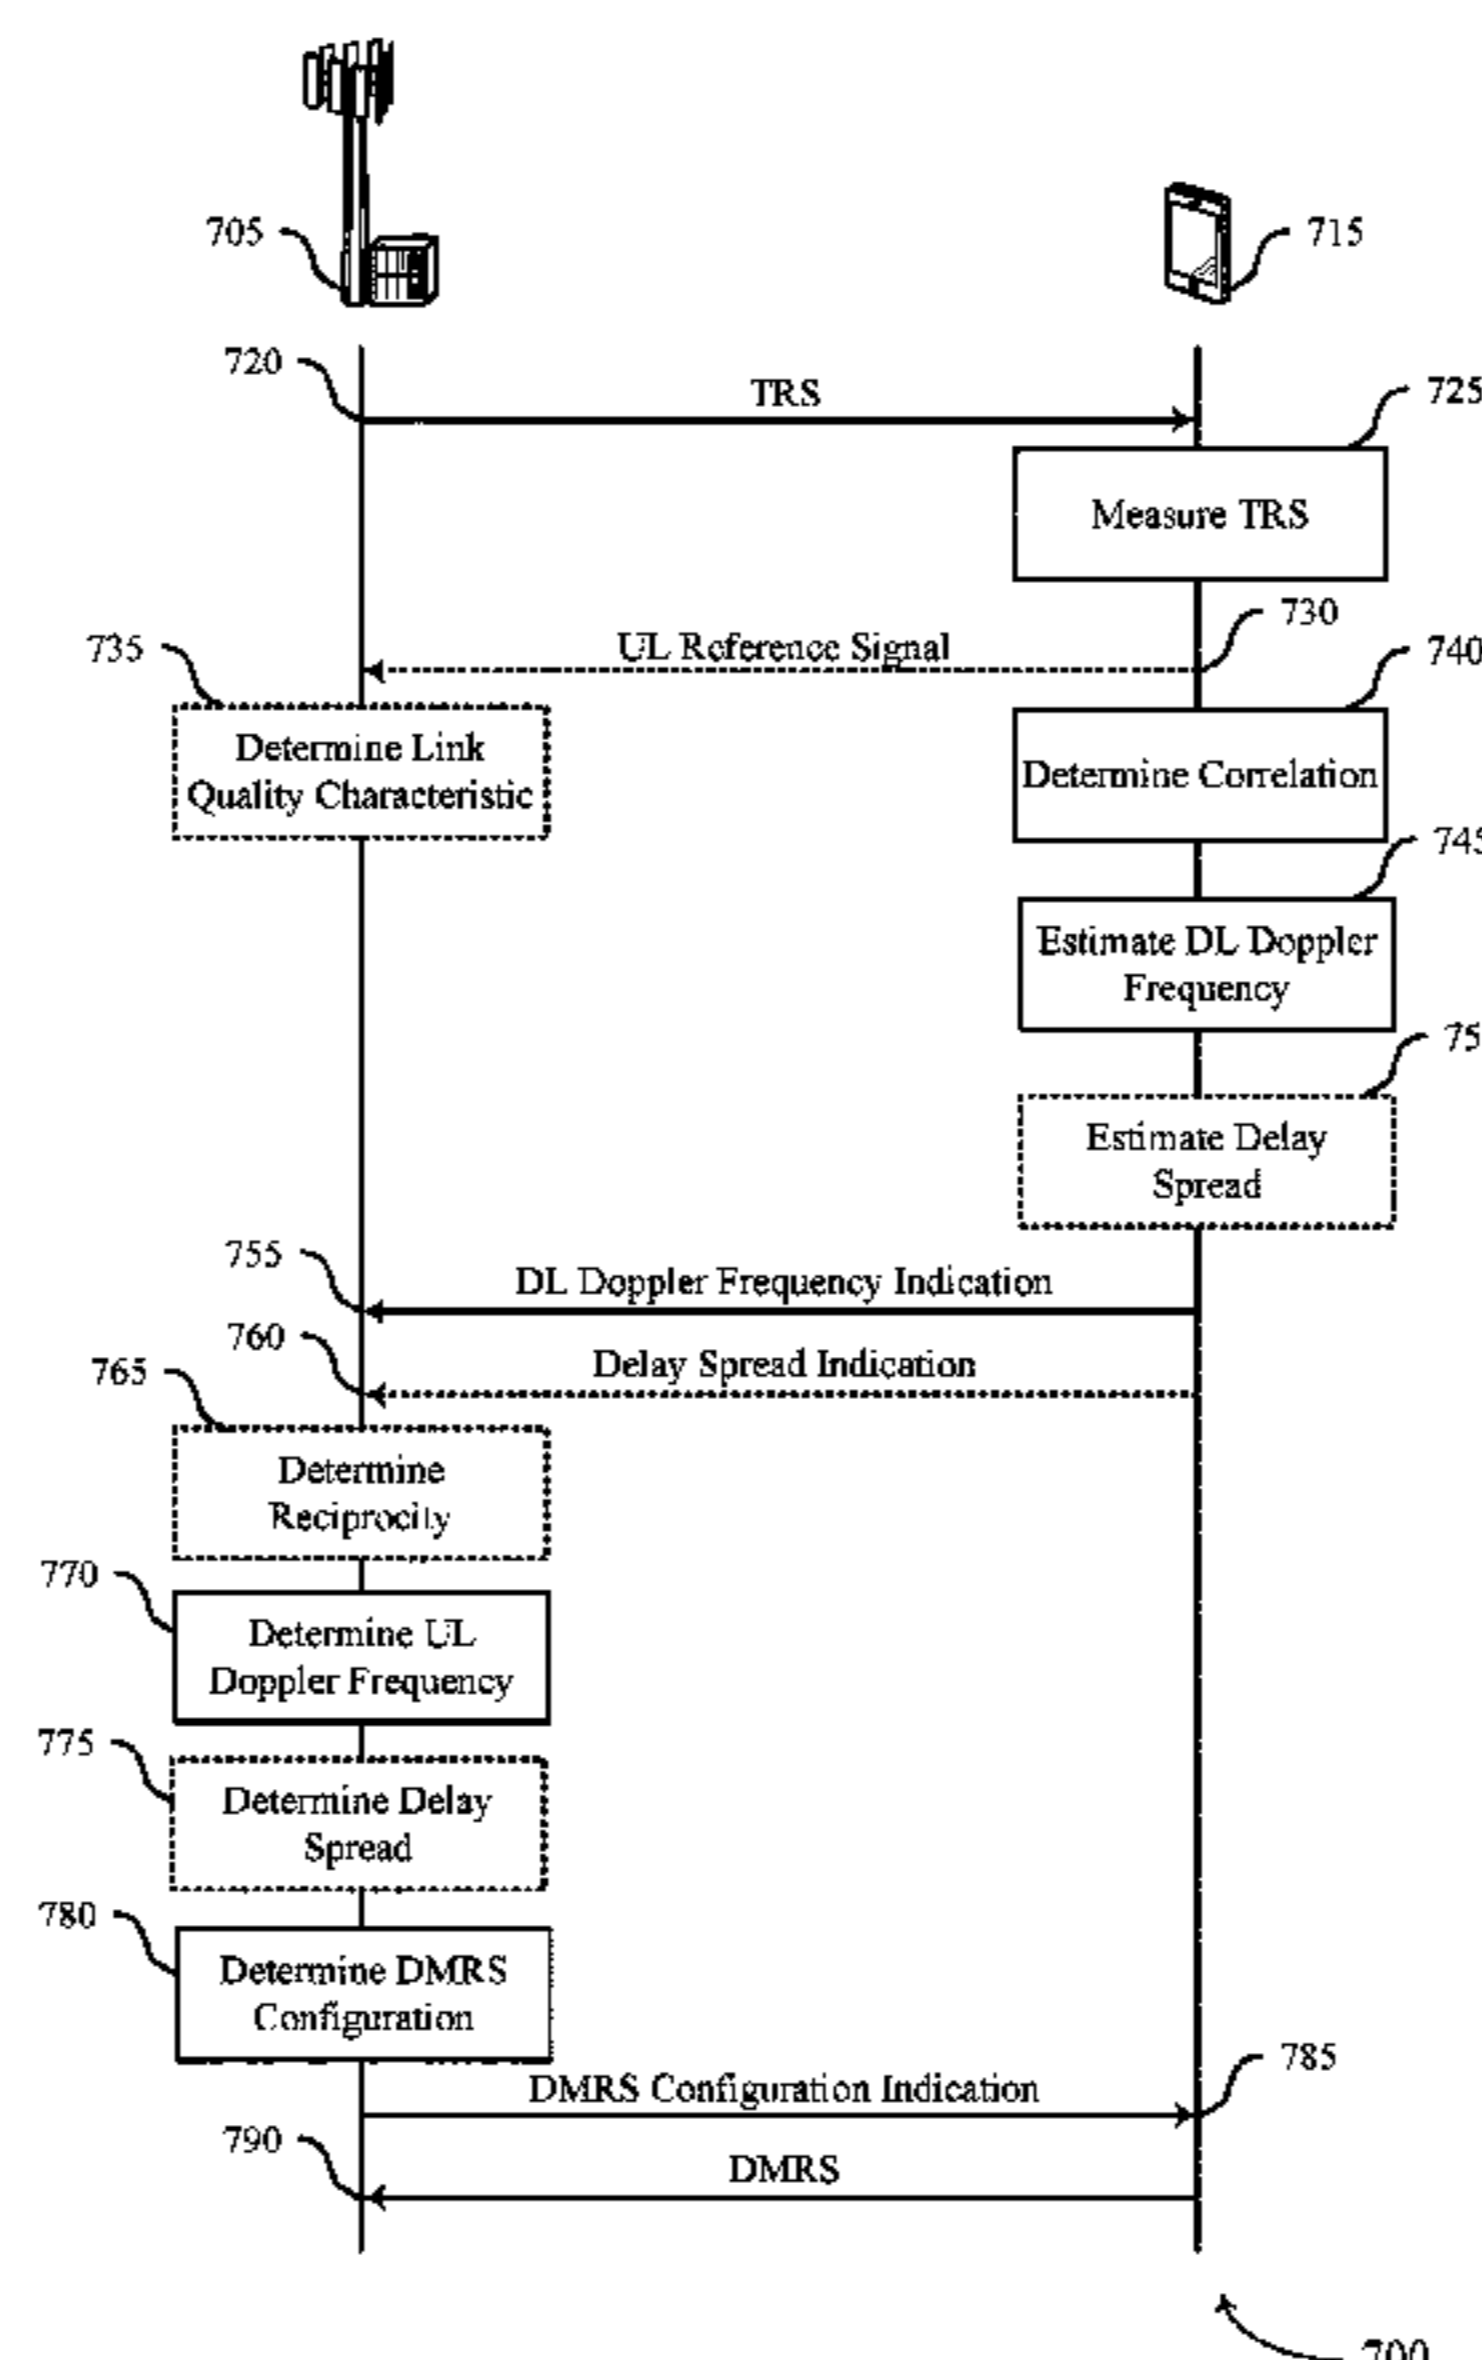 705
715
720
TRS
725
Measure TRS
730
UL Reference Signal
735
740
Determine Link
Quality Characteristic
Determine Correlation
745
Estimate DL Doppler
Frequency
75
Estimate Delay
Spread
755
DL Doppler Frequency Indication
760
Delay Spread Indication
765
Determine
Reciprocity
770
Determine UL
Doppler Frequency
775
Determine Delay
Spread
780
Determine DMRS
Configuration
785
DMRS Configuration Indication
790
DMRS
700